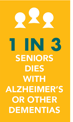 1 IN 3
SENIORS
DIES
WITH
ALZHEIMER'S
OR OTHER
DEMENTIAS